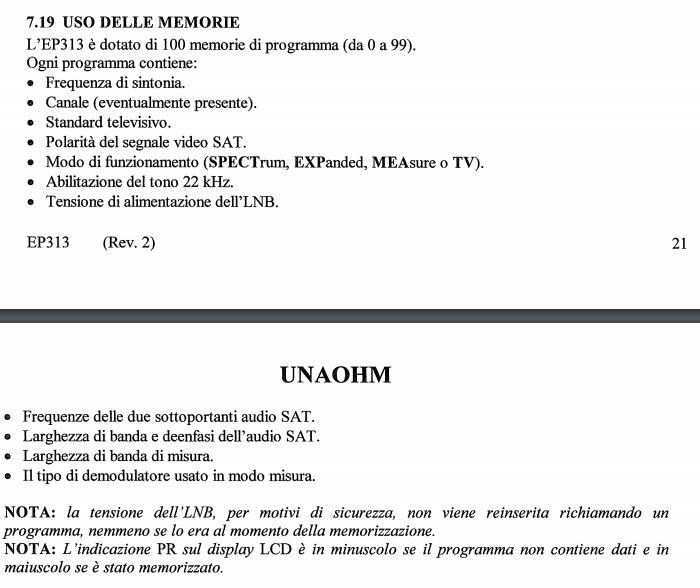 7.19 USO DELLE MEMORIE
L'EP313 è dotato di 100 memorie di programma (da 0 a 99).
Ogni programma contiene:
• Frequenza di sintonia.
• Canale (eventualmente presente).
• Standard televisivo.
• Polarità del segnale video SAT.
• Modo di funzionamento (SPECTrum, EXPanded, MEAsure o TV).
• Abilitazione del tono 22 kHz.
• Tensione di alimentazione dell'LNB.
EP313 (Rev. 2) 21
UNAOHM
• Frequenze delle due sottoportanti audio SAT.
• Larghezza di banda e deenfasi dell'audio SAT.
• Larghezza di banda di misura.
• Il tipo di demodulatore usato in modo misura.
NOTA: la tensione dell'LNB, per motivi di sicurezza, non viene reinserita richiamando un
programma, nemmeno se lo era al momento della memorizzazione.
NOTA: L'indicazione PR sul display LCD è in minuscolo se il programma non contiene dati e in
maiuscolo se è stato memorizzato.